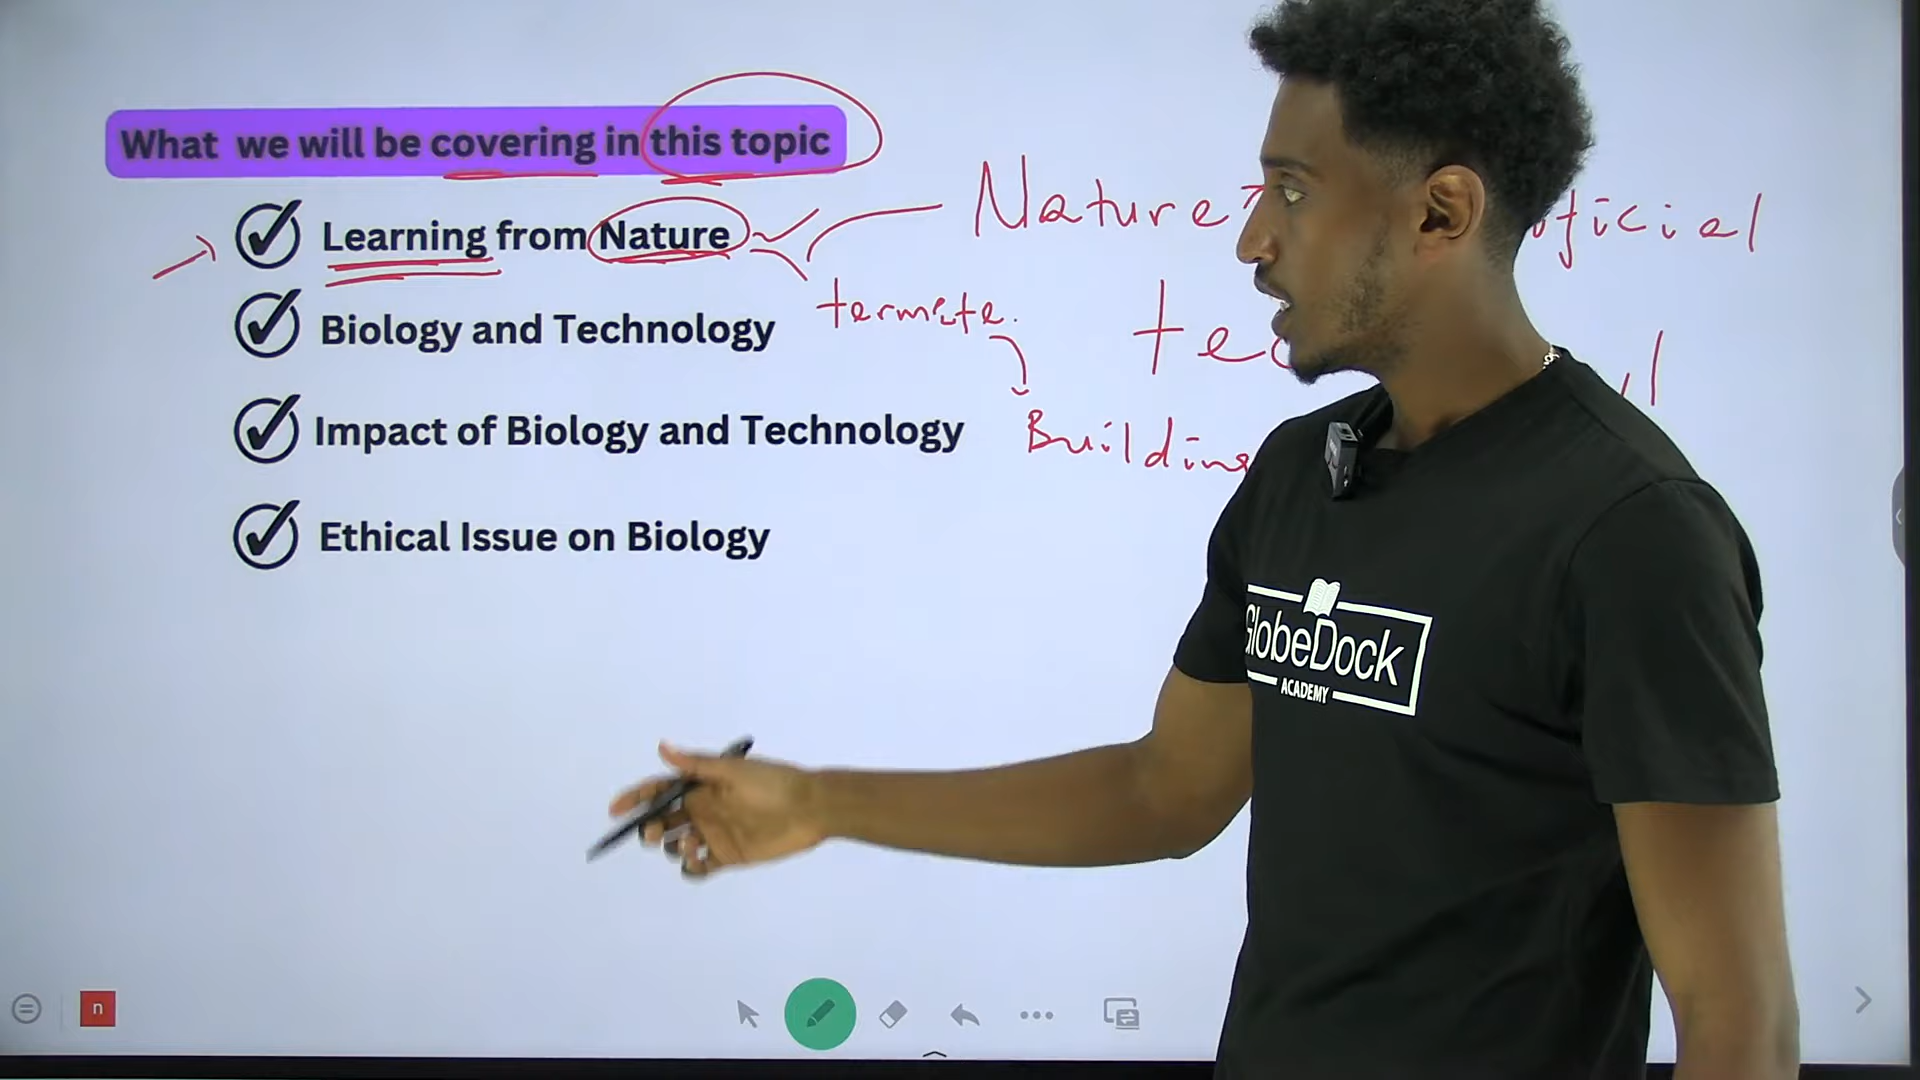 What we will be covering in this topic
Learning from Nature
Nature
termite.
Biology and Technology
Building
Impact of Biology and Technology
Ethical Issue on Biology
GlobeDock
ACADEMY
n